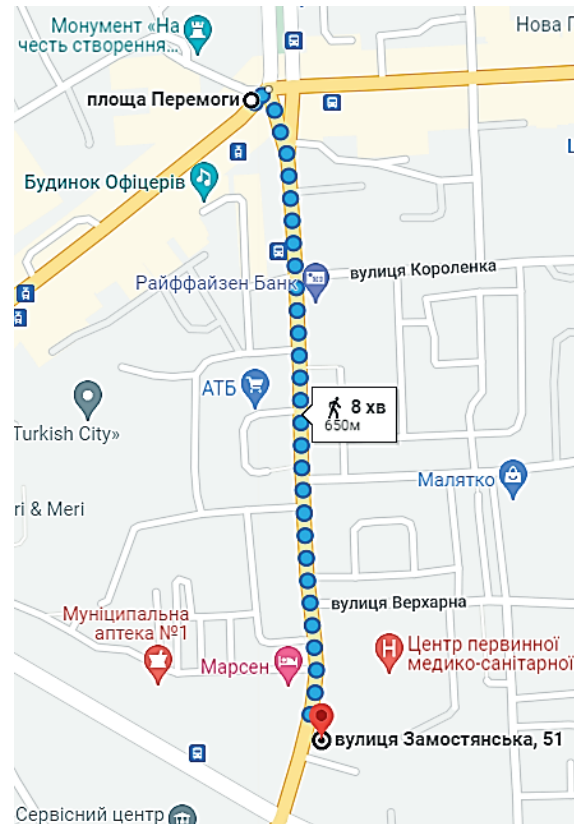 Монумент «На
честь створення...
Нова Г
площа Перемоги
Будинок Офіцерів
вулиця Короленка
Райффайзен Банк
АТБ
8 хв
650м
Turkish City»
Малятко
ri & Meri
вулиця Верхарна
Муніципальна
аптека №1
Центр первинної
медико-санітарної
Марсен
вулиця Замостянська, 51
Сервісний центр